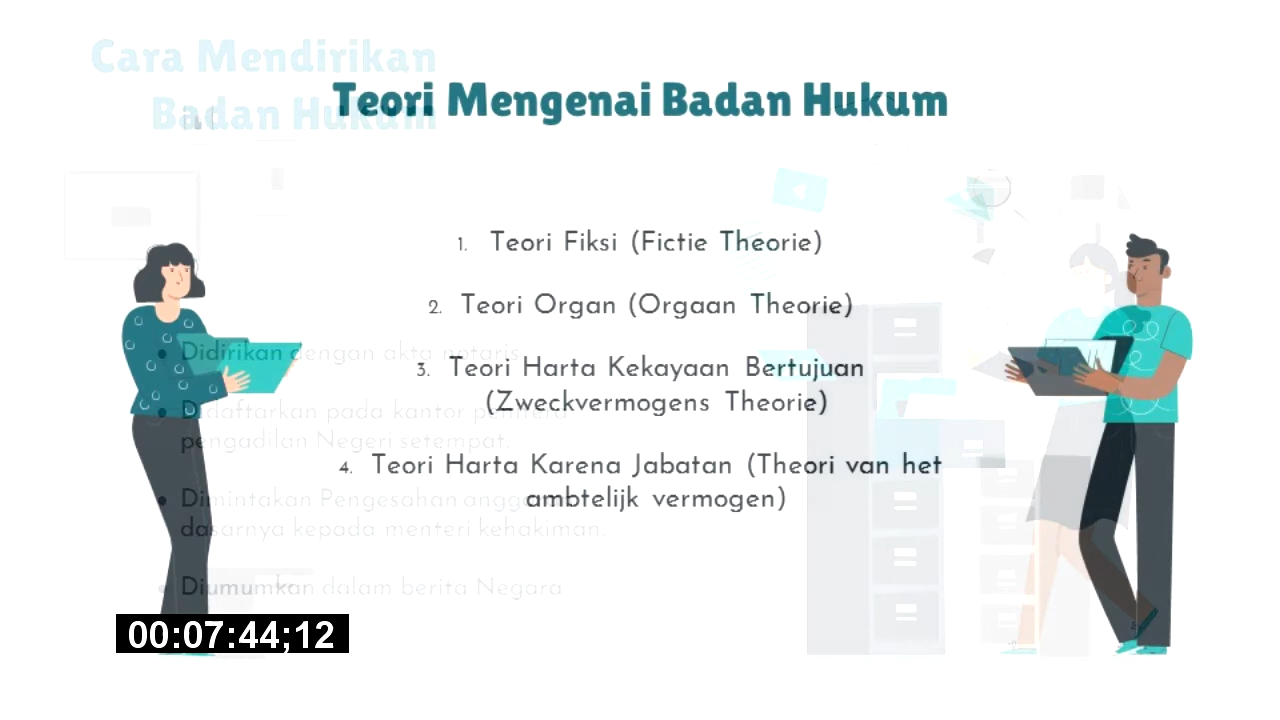 Cara Mendirikan
Badan Hukum
Teori Mengenai Badan Hukum
1. Teori Fiksi (Fictie Theorie)
2. Teori Organ (Orgaan Theorie)
3. Teori Harta Kekayaan Bertujuan
(Zweckvermogens Theorie)
4. Teori Harta Karena Jabatan (Theori van het
ambtelijk vermogen)
Didirikan dengan akta notaris
Didaftarkan pada kantor panitera
pengadilan Negeri setempat.
Dimintakan Pengesahan
dasarnya kepada menteri kehakiman.
Diumumkan dalam berita Negara
00:07:44;12